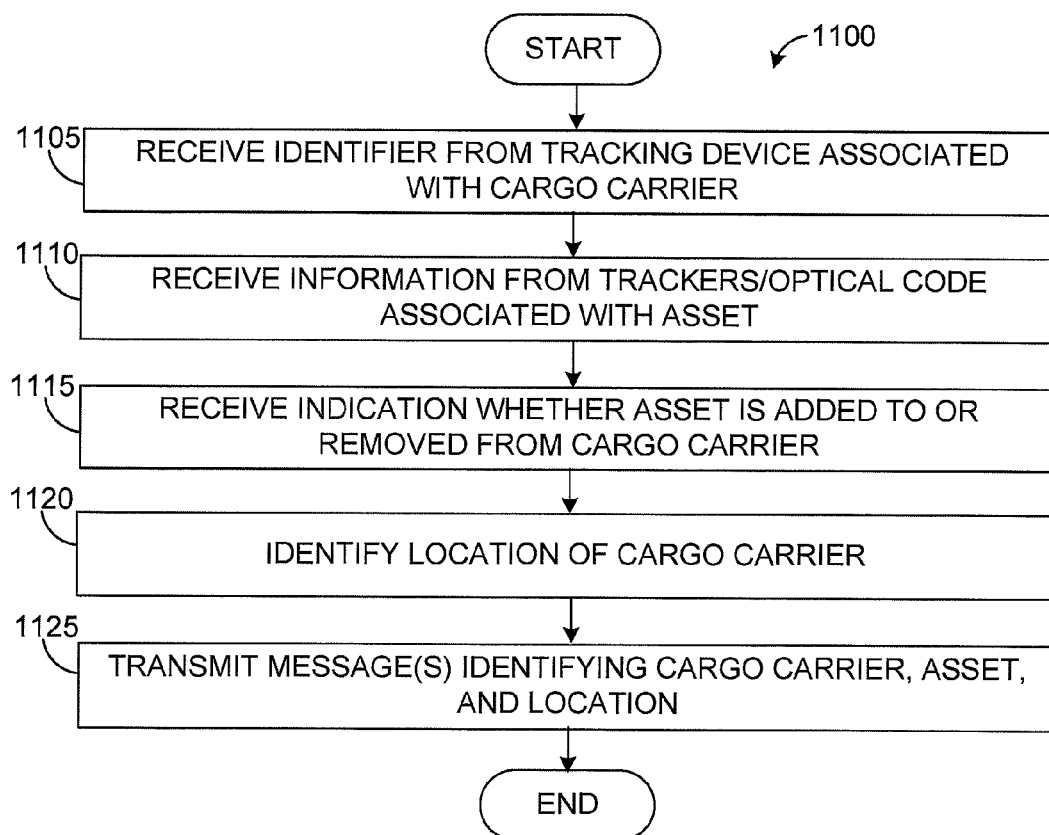 START
1100
1105
RECEIVE IDENTIFIER FROM TRACKING DEVICE ASSOCIATED
WITH CARGO CARRIER
1110
RECEIVE INFORMATION FROM TRACKERS/OPTICAL CODE
ASSOCIATED WITH ASSET
1115
RECEIVE INDICATION WHETHER ASSET IS ADDED TO OR
REMOVED FROM CARGO CARRIER
1120
IDENTIFY LOCATION OF CARGO CARRIER
1125
TRANSMIT MESSAGE(S) IDENTIFYING CARGO CARRIER, ASSET,
AND LOCATION
END